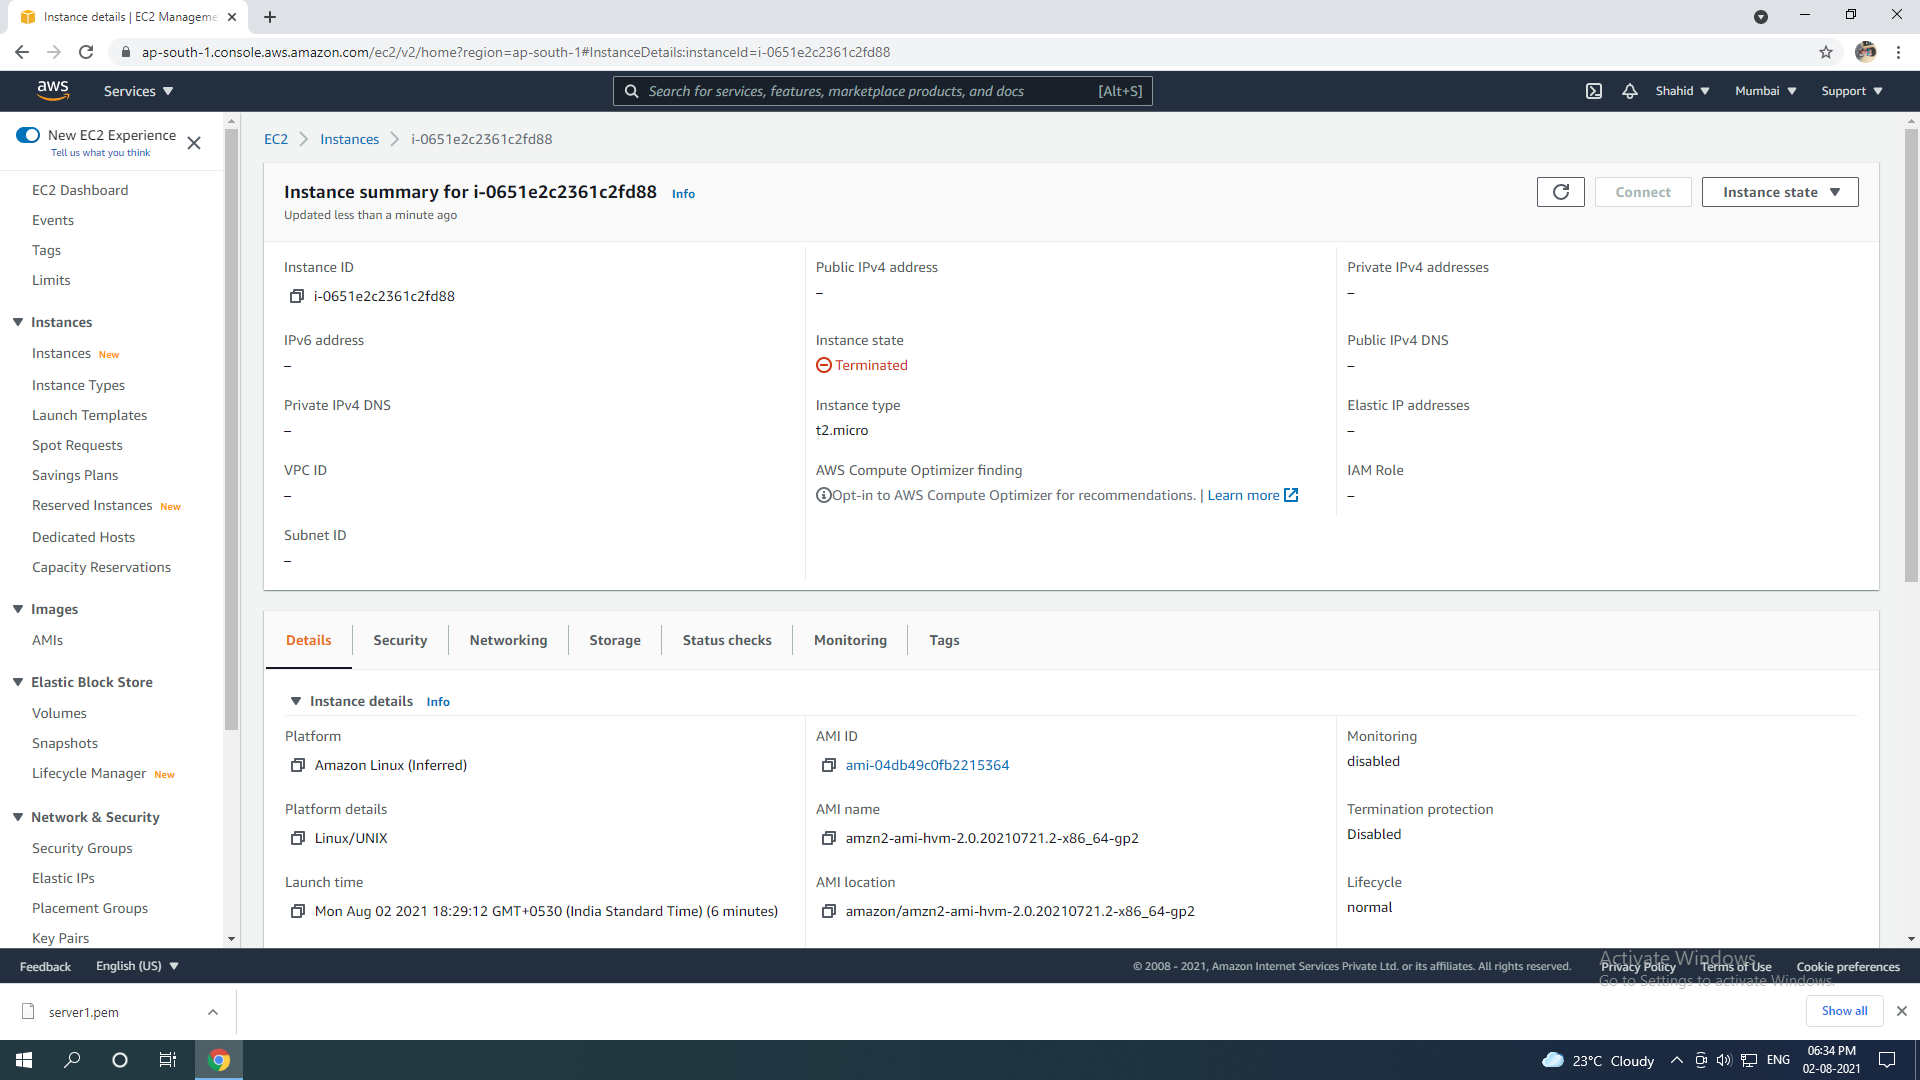 Instance details | EC2 Manageme
ap-south-1.console.aws.amazon.com/ec2/v2/home?region=ap-south-1#InstanceDetails:instanceId=i-0651e2c2361c2fd88
aws
Services
Search for services, features, marketplace products, and docs
[Alt+S]
Shahid
Mumbai
Support
New EC2 Experience
Tell us what you think
EC2 Dashboard
Events
Tags
Limits
Instances
Instances New
Instance Types
Launch Templates
Spot Requests
Savings Plans
Reserved Instances New
Dedicated Hosts
Capacity Reservations
Images
AMIs
Elastic Block Store
Volumes
Snapshots
Lifecycle Manager New
Network & Security
Security Groups
Elastic IPs
Placement Groups
Key Pairs
EC2 > Instances > i-0651e2c2361c2fd88
Instance summary for i-0651e2c2361c2fd88 Info
Updated less than a minute ago
Connect
Instance state
Instance ID
i-0651e2c2361c2fd88
Public IPv4 address
–
Private IPv4 addresses
–
IPv6 address
–
Instance state
Terminated
Public IPv4 DNS
–
Private IPv4 DNS
–
Instance type
t2.micro
Elastic IP addresses
–
VPC ID
–
AWS Compute Optimizer finding
Opt-in to AWS Compute Optimizer for recommendations. | Learn more
IAM Role
–
Subnet ID
–
Details
Security
Networking
Storage
Status checks
Monitoring
Tags
Instance details Info
Platform
Amazon Linux (Inferred)
AMI ID
ami-04db49c0fb2215364
Monitoring
disabled
Platform details
Linux/UNIX
AMI name
amzn2-ami-hvm-2.0.20210721.2-x86_64-gp2
Termination protection
Disabled
Launch time
Mon Aug 02 2021 18:29:12 GMT+0530 (India Standard Time) (6 minutes)
AMI location
amazon/amzn2-ami-hvm-2.0.20210721.2-x86_64-gp2
Lifecycle
normal
Activate Windows
Go to Settings to activate Windows.
Feedback
English (US)
© 2008 - 2021, Amazon Internet Services Private Ltd. or its affiliates. All rights reserved.
Privacy Policy
Terms of Use
Cookie preferences
server1.pem
Show all
23°C Cloudy
ENG
06:34 PM
02-08-2021